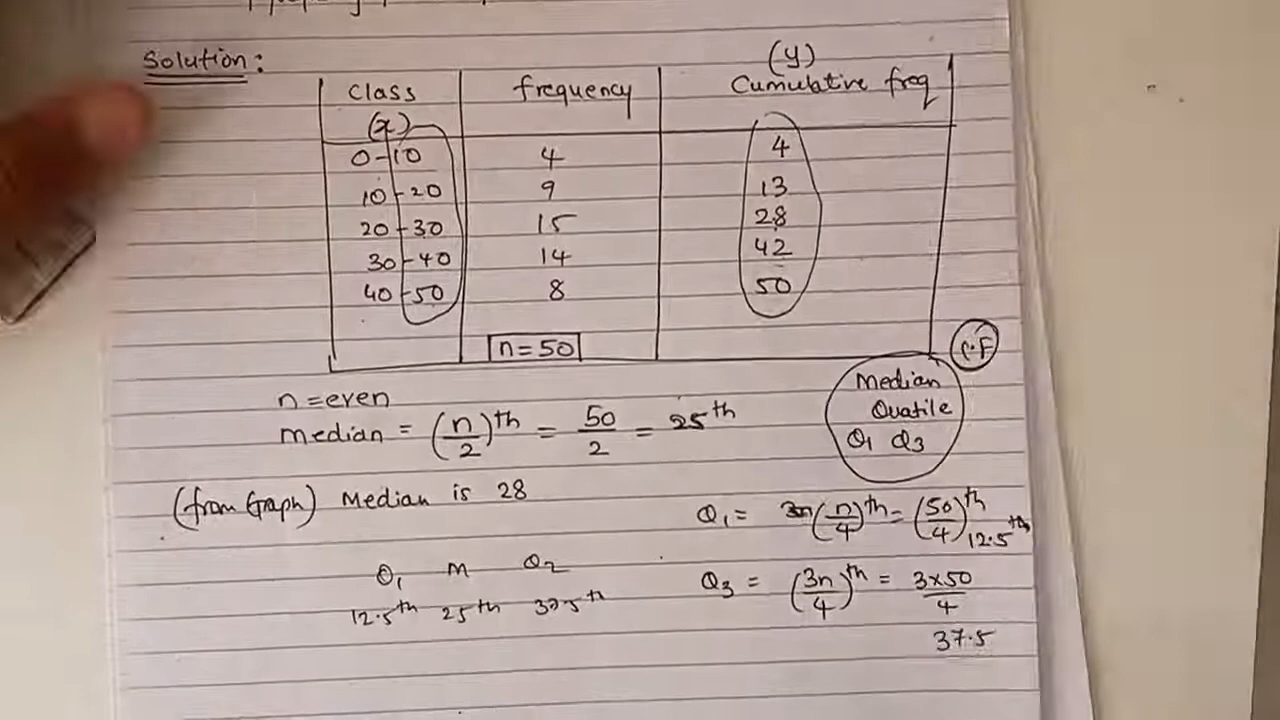 Solution:
(y)
Class frequency Cumulative freq
(x)
0-10 4 4
10-20 9 13
20-30 15 28
30-40 14 42
40-50 8 50
n=50
C.F
Median
Quatile
Q1 Q3
n=even
median = (n/2)th = 50/2 = 25th
(from Graph) Median is 28
Q1 = (n/4)th = (50/4)th 12.5th
Q1 M Q2
12.5th 25th 37.5th
Q3 = (3n/4)th = 3x50/4
37.5